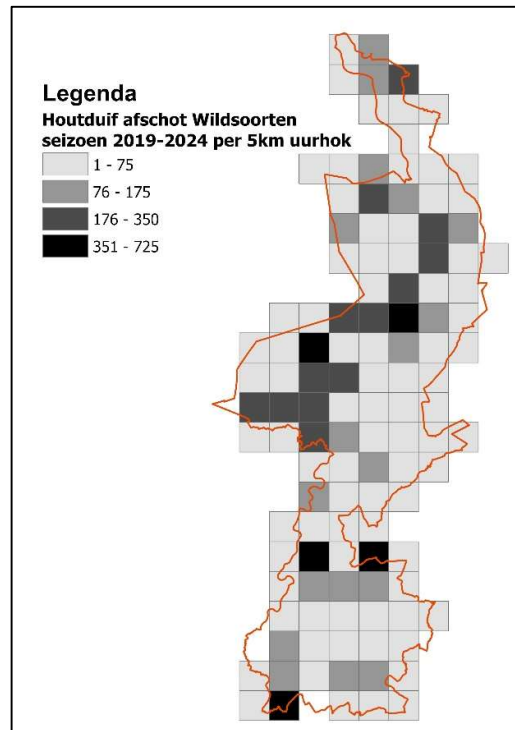 Legenda
Houtduif afschot Wildsoorten
seizoen 2019-2024 per 5km uurhok
1 - 75
76 - 175
176 - 350
351 - 725